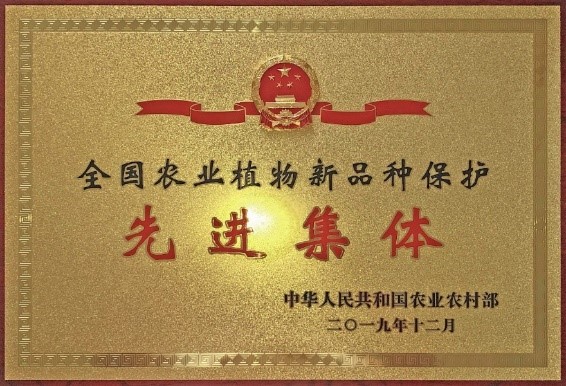 全国农业植物新品种保护
先进集体
中华人民共和国农业农村部
二〇一九年十二月